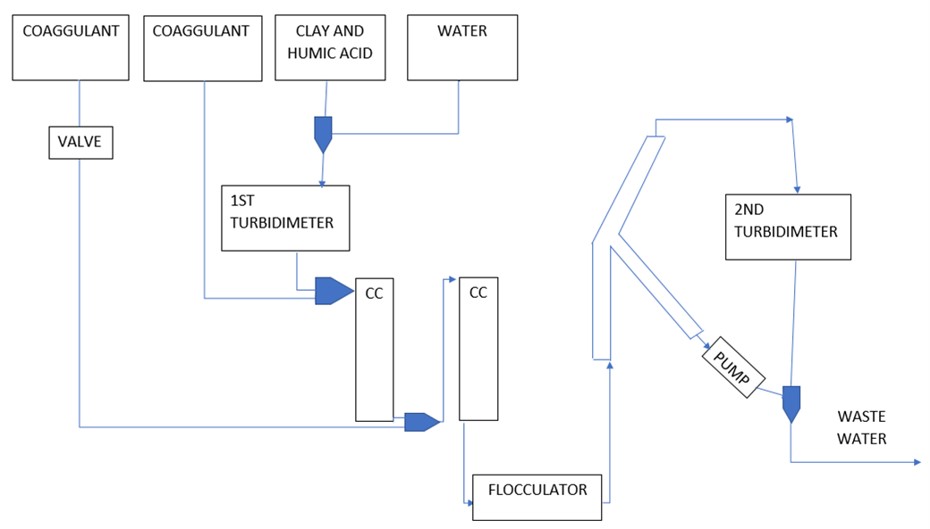 COAGGULANT
COAGGULANT
CLAY AND
HUMIC ACID
WATER
VALVE
1ST
TURBIDIMETER
2ND
TURBIDIMETER
CC
CC
PUMP
WASTE
WATER
FLOCCULATOR